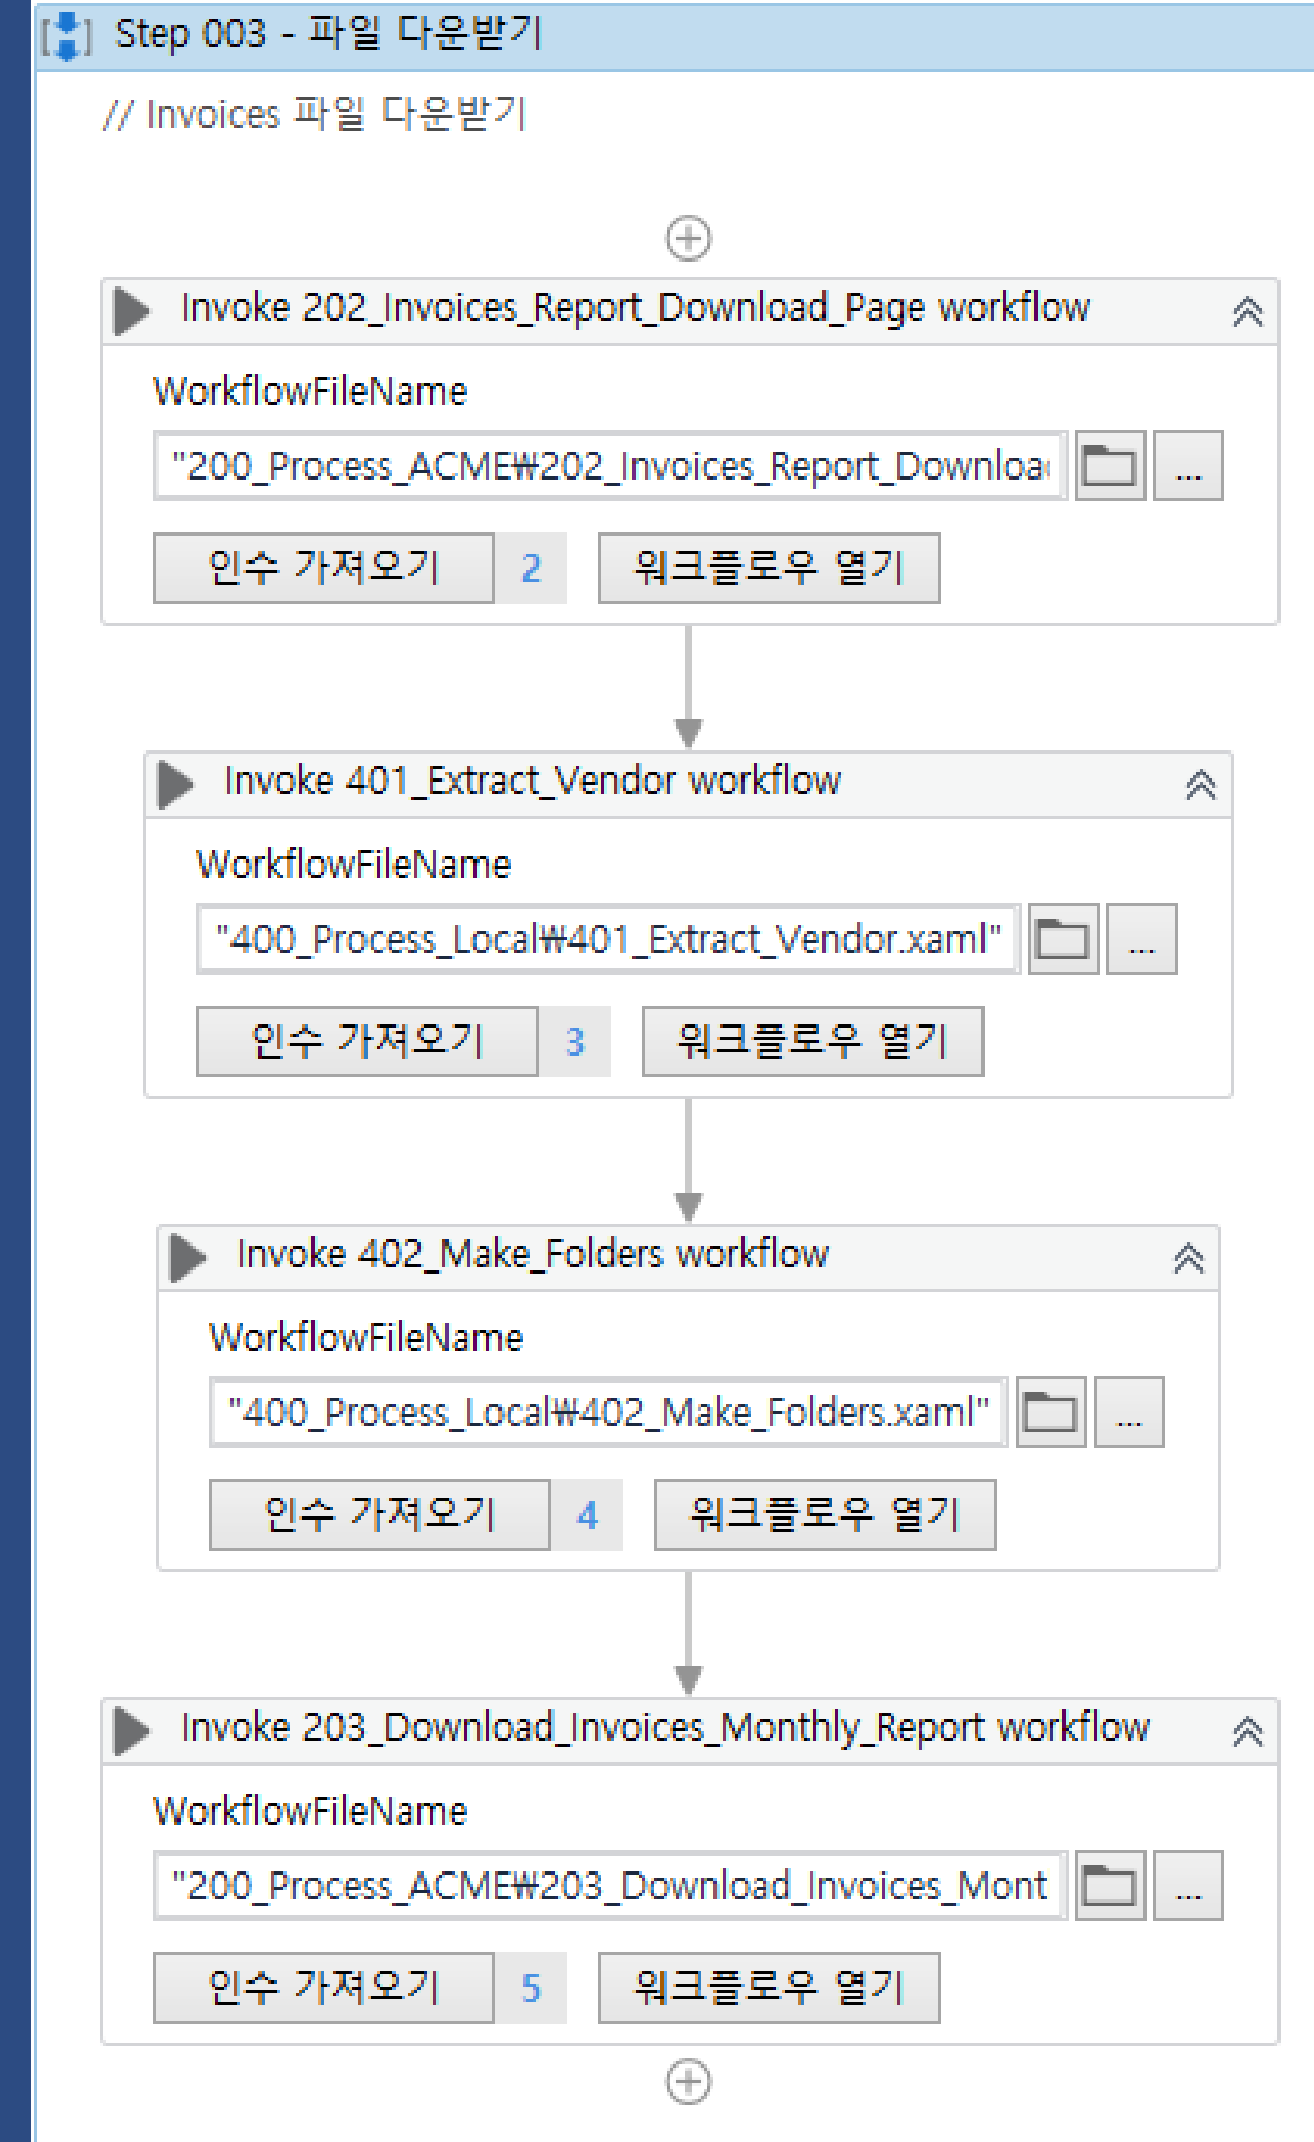 Step 003 - 파일 다운받기
// Invoices 파일 다운받기
Invoke 202_Invoices_Report_Download_Page workflow
WorkflowFileName
"200_Process_ACME₩202_Invoices_Report_Downloa
...
인수 가져오기 2 워크플로우 열기
Invoke 401_Extract_Vendor workflow
WorkflowFileName
"400_Process_Local₩401_Extract_Vendor.xaml"
...
인수 가져오기 3 워크플로우 열기
Invoke 402_Make_Folders workflow
WorkflowFileName
"400_Process_Local₩402_Make_Folders.xaml"
...
인수 가져오기 4 워크플로우 열기
Invoke 203_Download_Invoices_Monthly_Report workflow
WorkflowFileName
"200_Process_ACME₩203_Download_Invoices_Mont
...
인수 가져오기 5 워크플로우 열기